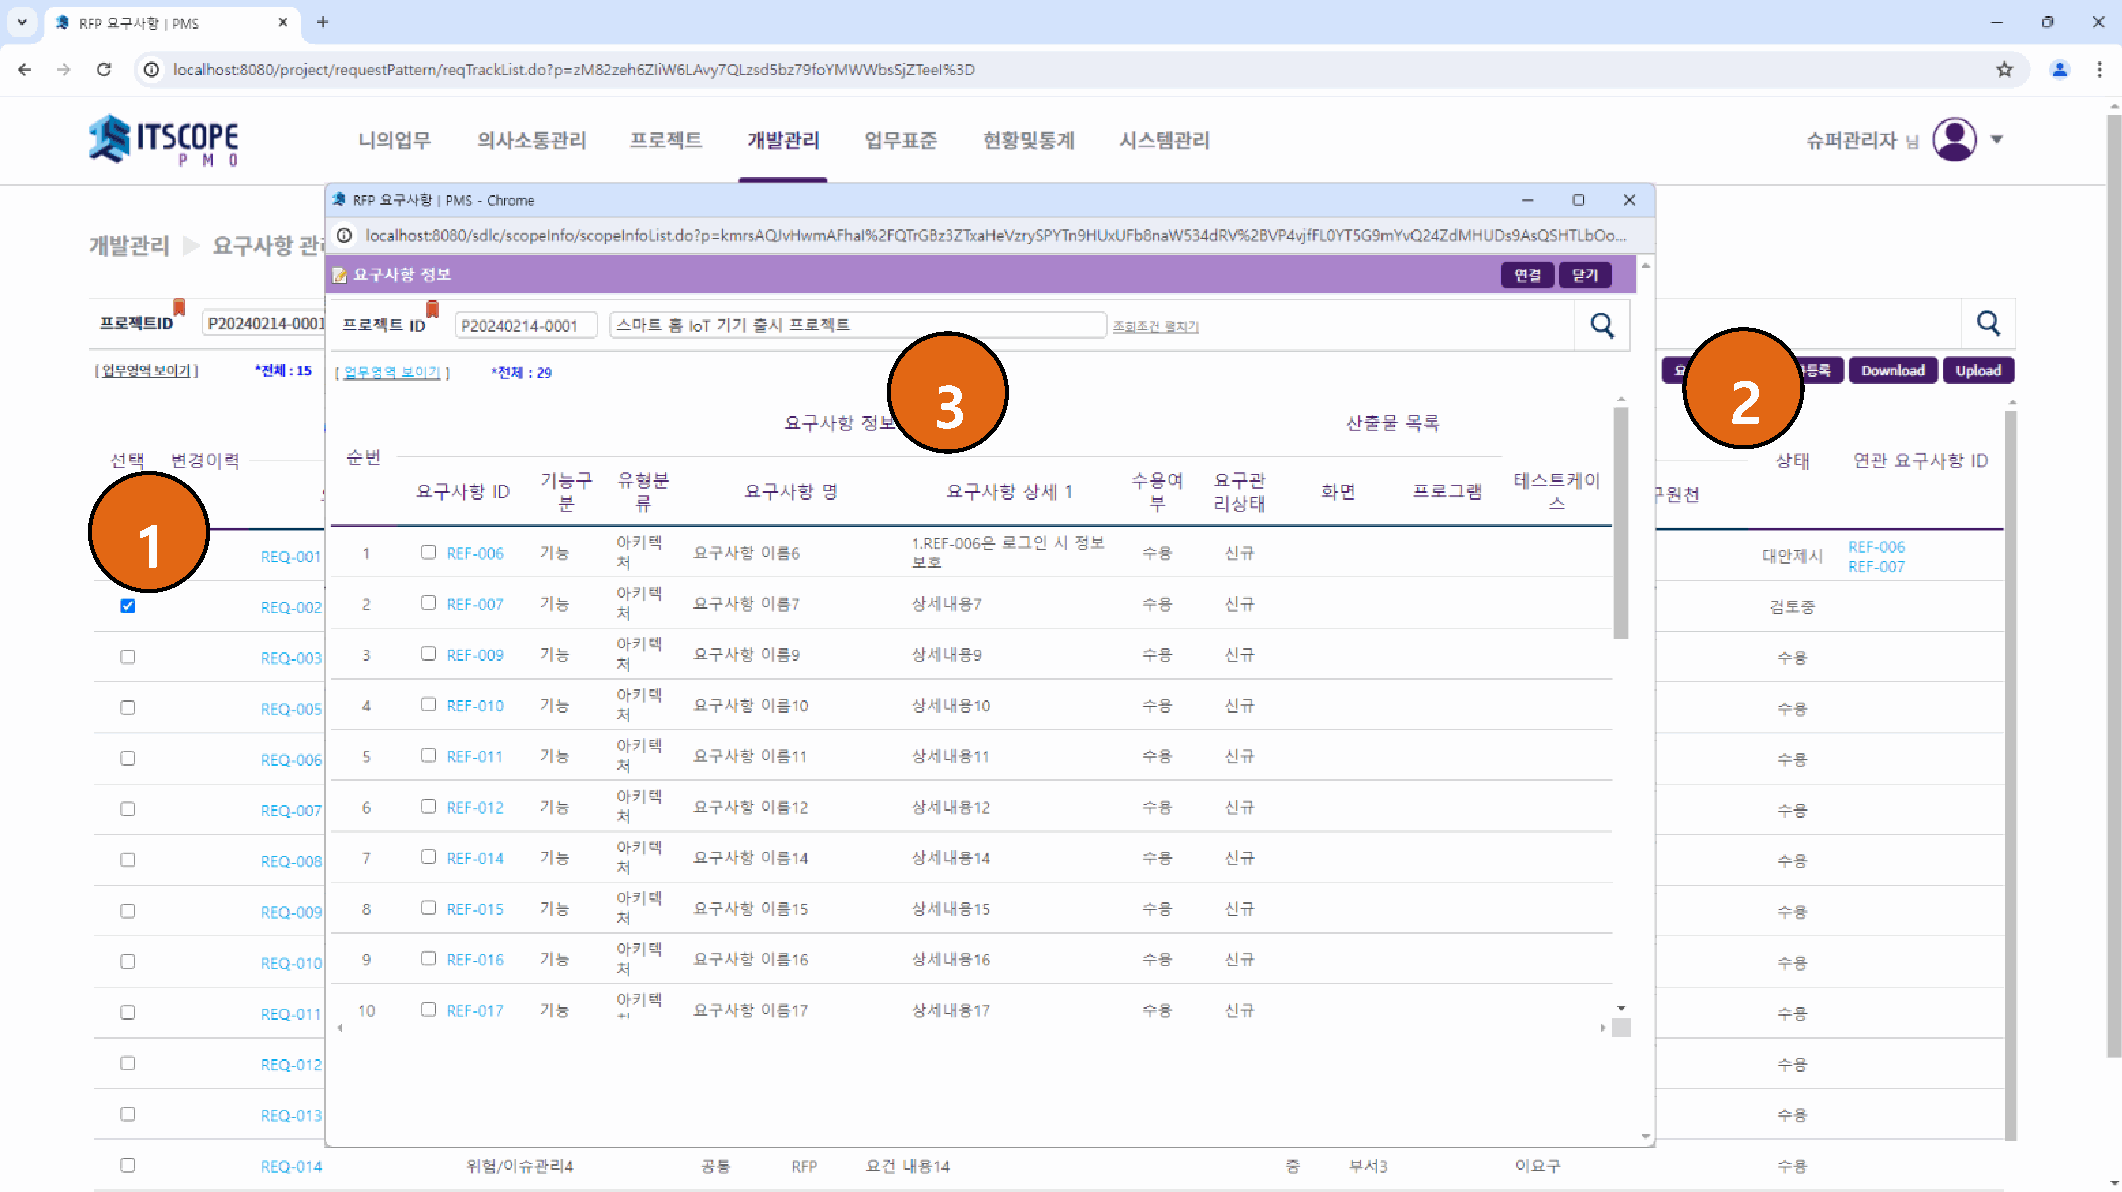 RFP 요구사항 | PMS
localhost:8080/project/requestPattern/reqTrackList.do?p=zM82zeh6ZIiW6LAvy7QLzsd5bz79foYMWWbsSjZTeeI%3D
ITSCOPE
PMO
니의업무 의사소통관리 프로젝트 개발관리 업무표준 현황및통계 시스템관리
슈퍼관리자 님
RFP 요구사항 | PMS - Chrome
localhost:8080/sdlc/scopeInfo/scopeInfoList.do?p=kmrsAQJvHwmAFhaI%2FQTrGBz3ZTxaHeVzrySPYTn9HUxUFb8naW534dRV%2BVP4vjfFL0YT5G9mYvQ24ZdMHUDs9AsQSHTLbOo...
개발관리 요구사항 관
요구사항 정보 연결 닫기
프로젝트ID P20240214-0001
프로젝트 ID P20240214-0001 스마트 홈 IoT 기기 출시 프로젝트 조회조건 펼치기
[ 업무영역 보이기 ] *전체 : 15
[ 업무영역 보이기 ] *전체 : 29
등록 Download Upload
1
2
3
요구사항 정보 산출물 목록
선택 변경이력
순번
상태 연관 요구사항 ID
요구사항 ID 기능구분 유형분류 요구사항 명 요구사항 상세 1 수용여부 요구관리상태 화면 프로그램 테스트케이스
구원천
REQ-001
1 REF-006 기능 아키텍처 요구사항 이름6 1.REF-006은 로그인 시 정보보호 수용 신규
대안제시 REF-006
REF-007
REQ-002
2 REF-007 기능 아키텍처 요구사항 이름7 상세내용7 수용 신규
검토중
REQ-003
3 REF-009 기능 아키텍처 요구사항 이름9 상세내용9 수용 신규
수용
REQ-005
4 REF-010 기능 아키텍처 요구사항 이름10 상세내용10 수용 신규
수용
REQ-006
5 REF-011 기능 아키텍처 요구사항 이름11 상세내용11 수용 신규
수용
REQ-007
6 REF-012 기능 아키텍처 요구사항 이름12 상세내용12 수용 신규
수용
REQ-008
7 REF-014 기능 아키텍처 요구사항 이름14 상세내용14 수용 신규
수용
REQ-009
8 REF-015 기능 아키텍처 요구사항 이름15 상세내용15 수용 신규
수용
REQ-010
9 REF-016 기능 아키텍처 요구사항 이름16 상세내용16 수용 신규
수용
REQ-011
10 REF-017 기능 아키텍 요구사항 이름17 상세내용17 수용 신규
수용
REQ-012
수용
REQ-013
수용
REQ-014 위험/이슈관리4 공통 RFP 요건 내용14 중 부서3 이요구 수용